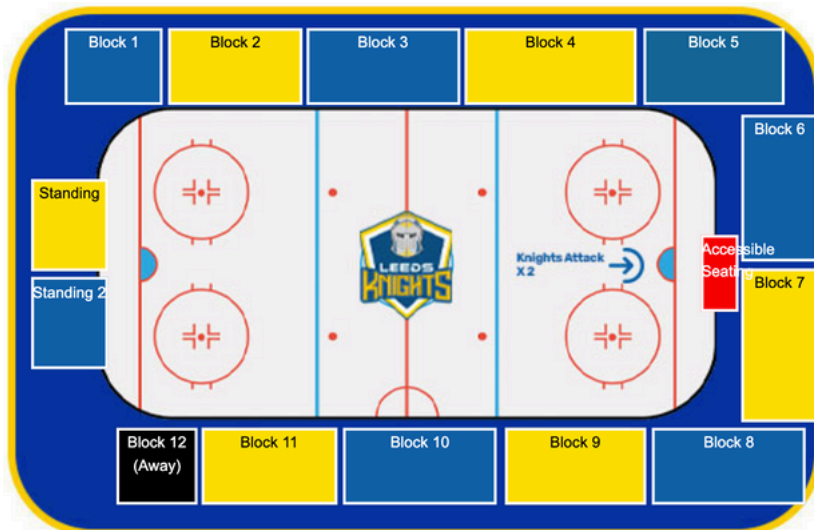 Block 1
Block 2
Block 3
Block 4
Block 5
Block 6
Standing
Accessible
Seating
Knights Attack
X 2
LEEDS
KNIGHTS
Standing 2
Block 7
Block 12
(Away)
Block 11
Block 10
Block 9
Block 8